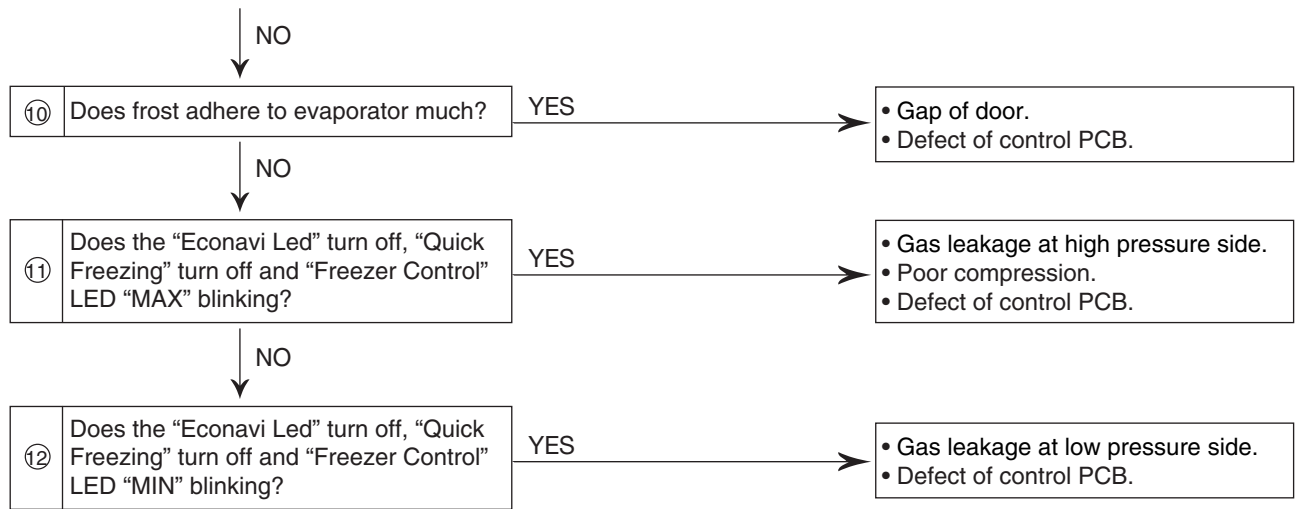 NO
⑩ Does frost adhere to evaporator much?
YES
• Gap of door.
• Defect of control PCB.
NO
⑪ Does the “Econavi Led” turn off, “Quick
Freezing” turn off and “Freezer Control”
LED “MAX” blinking?
YES
• Gas leakage at high pressure side.
• Poor compression.
• Defect of control PCB.
NO
⑫ Does the “Econavi Led” turn off, “Quick
Freezing” turn off and “Freezer Control”
LED “MIN” blinking?
YES
• Gas leakage at low pressure side.
• Defect of control PCB.